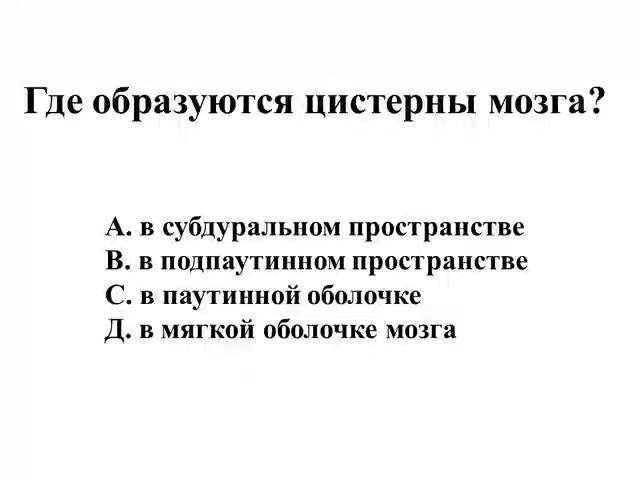 Где образуются цистерны мозга?
А. в субдуральном пространстве
В. в подпаутинном пространстве
С. в паутинной оболочке
Д. в мягкой оболочке мозга